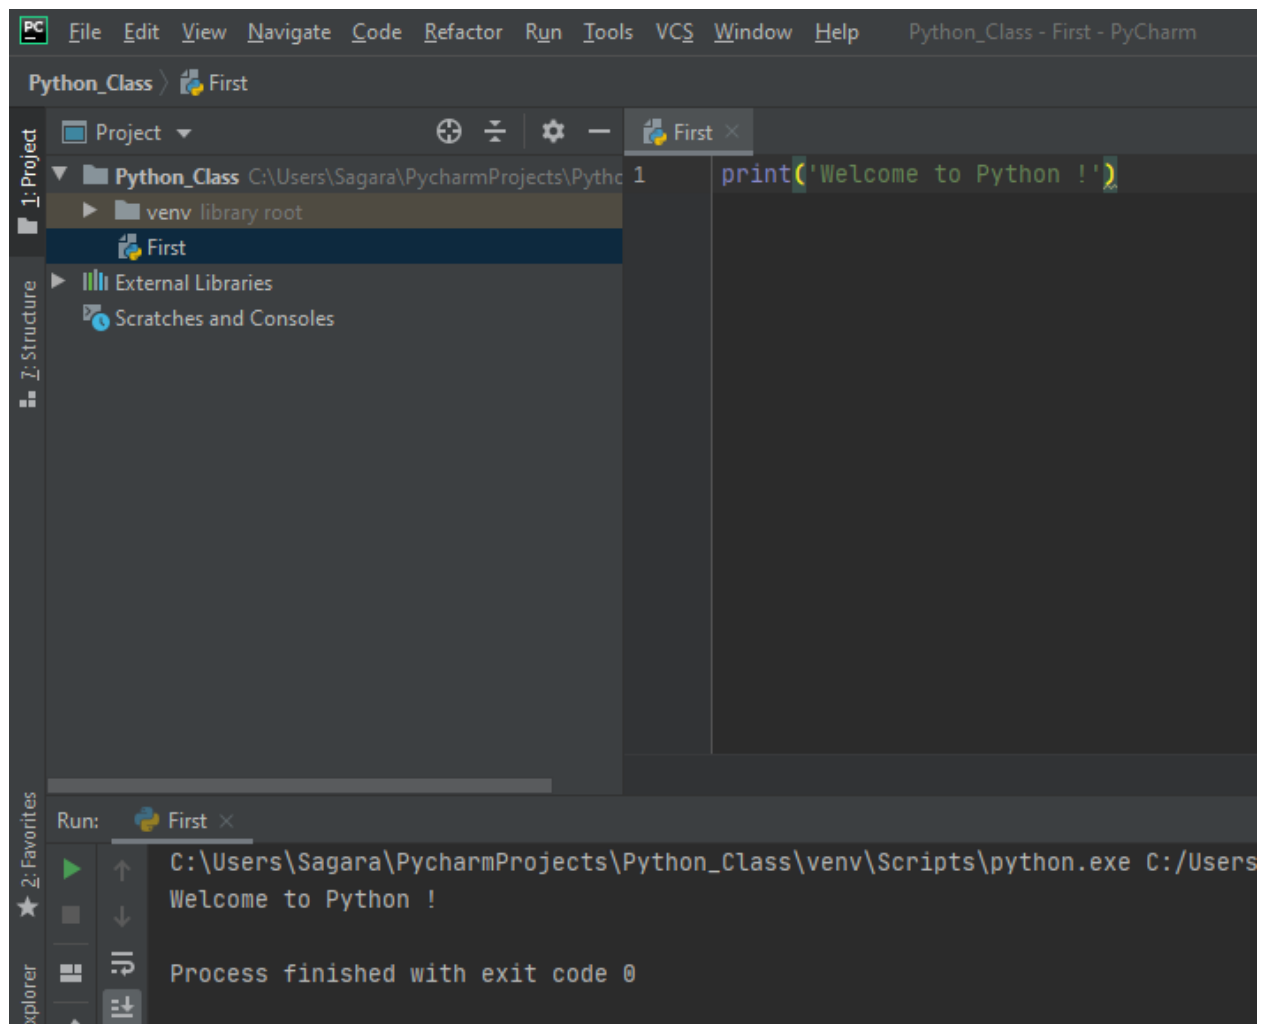 PC File Edit View Navigate Code Refactor Run Tools VCS Window Help Python_Class - First - PyCharm
Python_Class First
1: Project
Project
First
Python_Class C:\Users\Sagara\PycharmProjects\Pythc
venv library root
First
External Libraries
Scratches and Consoles
1 print('Welcome to Python !')
7: Structure
2: Favorites
xplorer
Run: First
C:\Users\Sagara\PycharmProjects\Python_Class\venv\Scripts\python.exe C:/Users
Welcome to Python !
Process finished with exit code 0